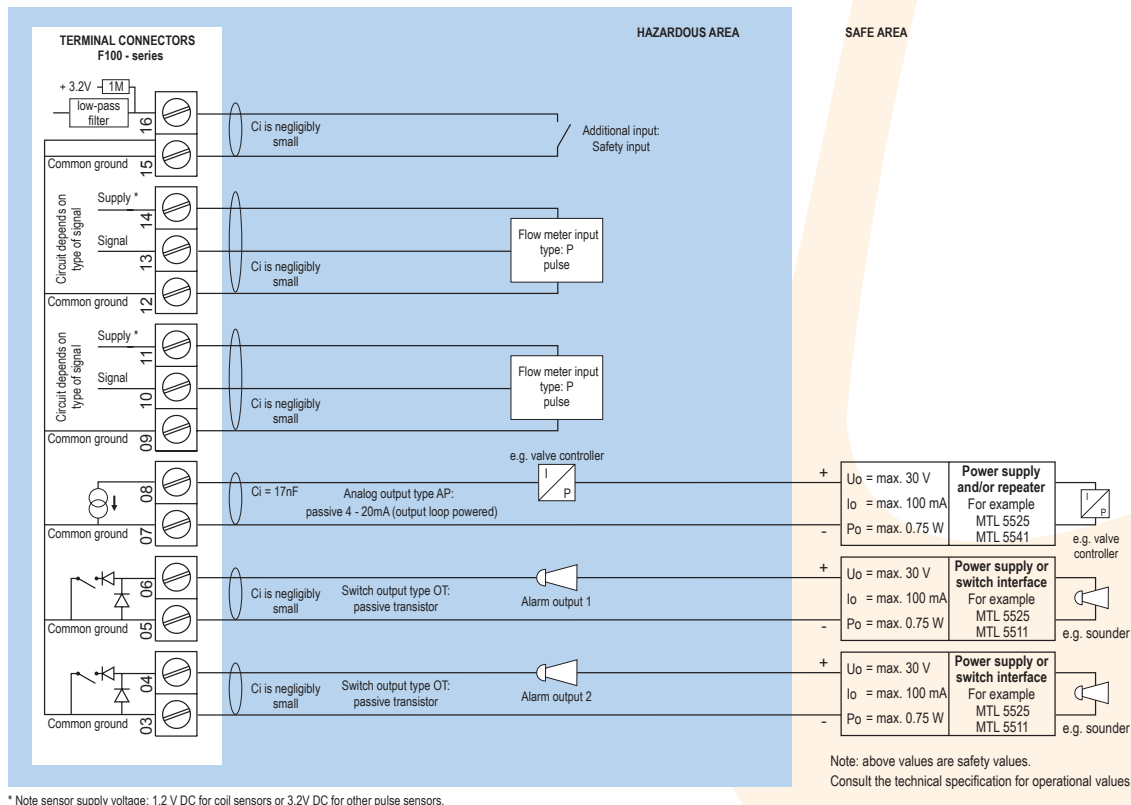 HAZARDOUS AREA
SAFE AREA
TERMINAL CONNECTORS
F100 - series
+ 3.2V
1M
low-pass
filter
16
Ci is negligibly
small
Additional input:
Safety input
Common ground
15
Circuit depends on
type of signal
Supply *
14
Signal
13
Flow meter input
type: P
pulse
Ci is negligibly
small
Common ground
12
Circuit depends on
type of signal
Supply *
11
Signal
10
Flow meter input
type: P
pulse
Ci is negligibly
small
Common ground
09
e.g. valve controller
I
P
08
Ci = 17nF
Analog output type AP:
passive 4 - 20mA (output loop powered)
Common ground
07
+
-
Uo = max. 30 V
Io = max. 100 mA
Po = max. 0.75 W
Power supply
and/or repeater
For example
MTL 5525
MTL 5541
I
P
e.g. valve
controller
06
Ci is negligibly
small
Switch output type OT:
passive transistor
Alarm output 1
Common ground
05
+
-
Uo = max. 30 V
Io = max. 100 mA
Po = max. 0.75 W
Power supply or
switch interface
For example
MTL 5525
MTL 5511
e.g. sounder
04
Ci is negligibly
small
Switch output type OT:
passive transistor
Alarm output 2
Common ground
03
+
-
Uo = max. 30 V
Io = max. 100 mA
Po = max. 0.75 W
Power supply or
switch interface
For example
MTL 5525
MTL 5511
e.g. sounder
Note: above values are safety values.
Consult the technical specification for operational values
* Note sensor supply voltage: 1.2 V DC for coil sensors or 3.2V DC for other pulse sensors.